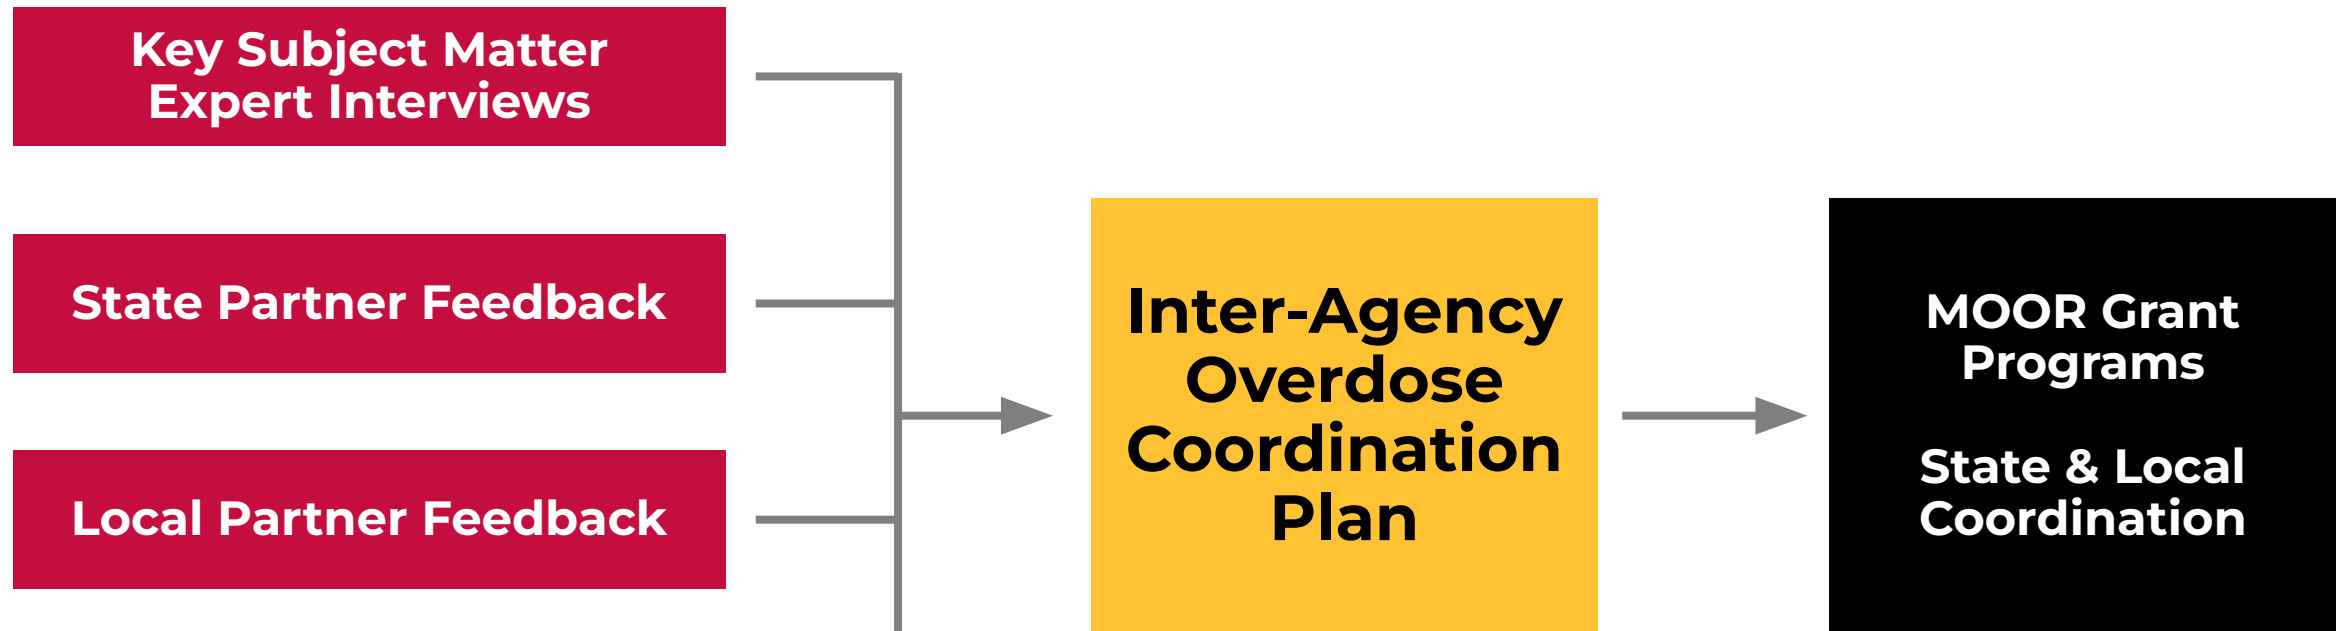 Key Subject Matter
Expert Interviews
State Partner Feedback
Local Partner Feedback
Inter-Agency
Overdose
Coordination
Plan
MOOR Grant
Programs
State & Local
Coordination